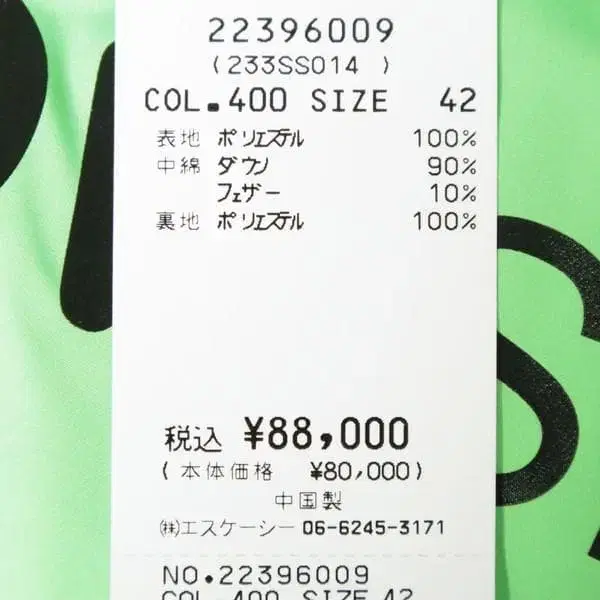 22396009
(233SS014 )
COL.400 SIZE 42
表地 ポリエステル 100%
中綿 ダウン 90%
フェザー 10%
裏地 ポリエステル 100%
税込 ¥88,000
( 本体価格 ¥80,000)
中国製
㈱エスケーシー 06-6245-3171
NO.22396009
COL.400 SIZE 42